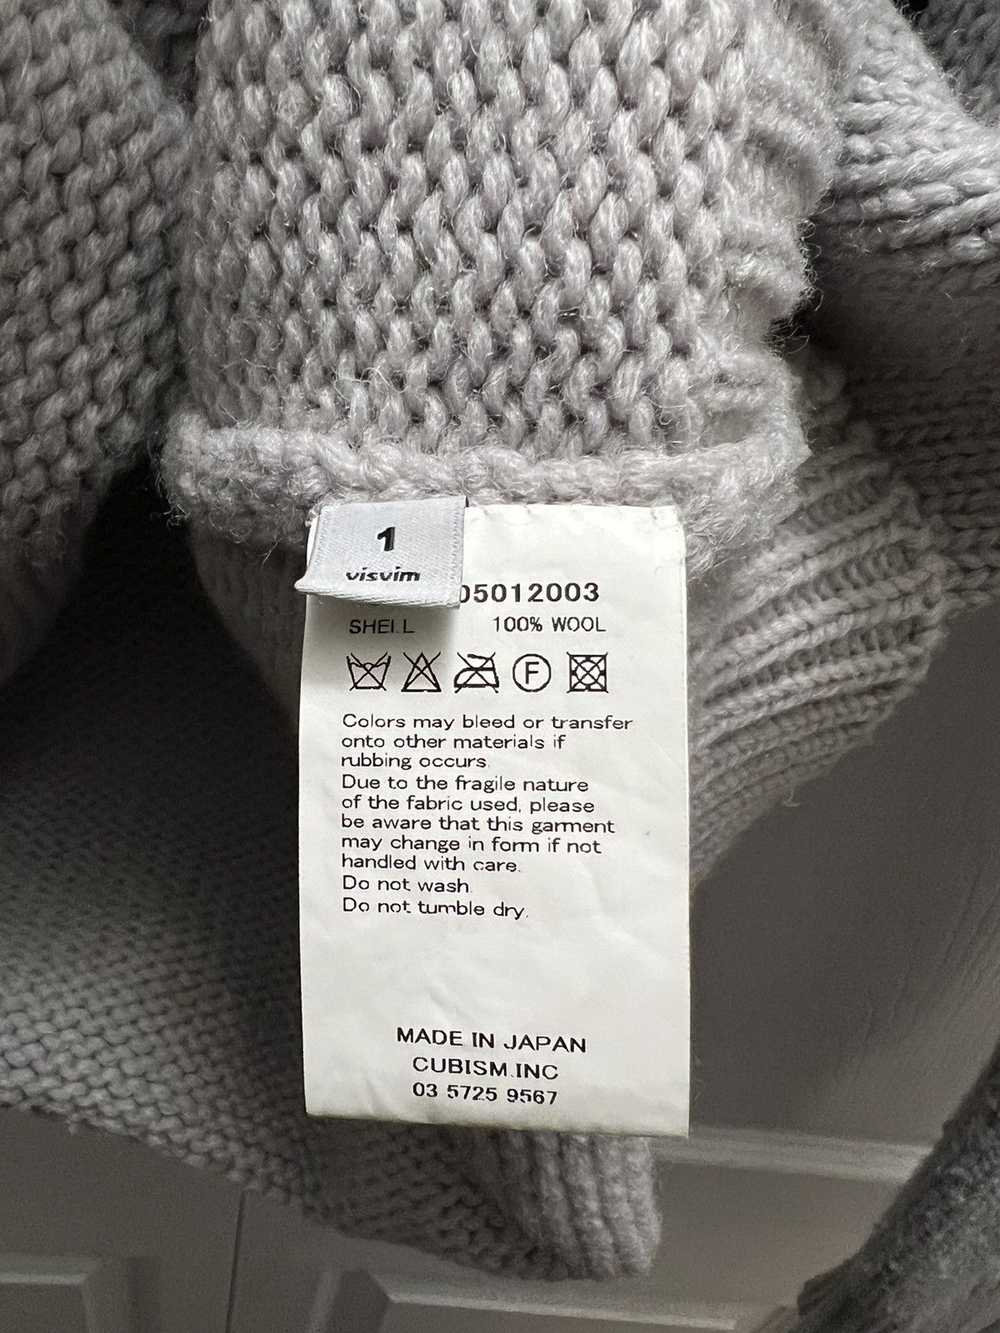 1
visvim
05012003
SHELL 100% WOOL
F
Colors may bleed or transfer
onto other materials if
rubbing occurs.
Due to the fragile nature
of the fabric used, please
be aware that this garment
may change in form if not
handled with care.
Do not wash.
Do not tumble dry.
MADE IN JAPAN
CUBISM.INC
03 5725 9567